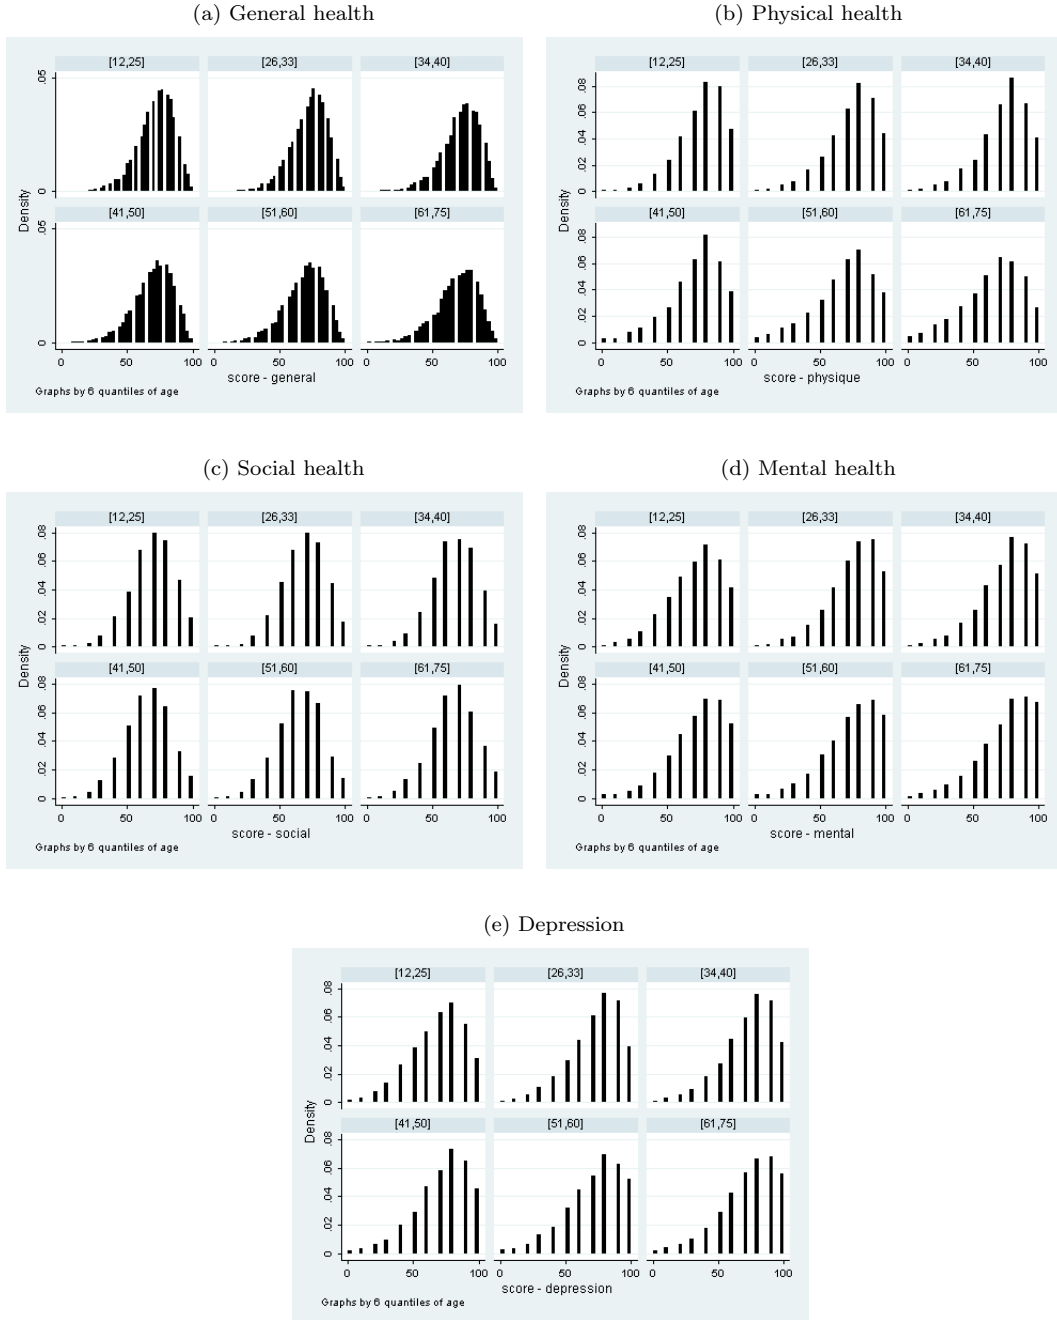 (a) General health
[12,25] [26,33] [34,40]
.05
0
[41,50] [51,60] [61,75]
.05
0
Density
0 50 100 0 50 100 0 50 100
score - general
Graphs by 6 quantiles of age
(b) Physical health
[12,25] [26,33] [34,40]
.08
.06
.04
.02
0
[41,50] [51,60] [61,75]
.08
.06
.04
.02
0
Density
0 50 100 0 50 100 0 50 100
score - physique
Graphs by 6 quantiles of age
(c) Social health
[12,25] [26,33] [34,40]
.08
.06
.04
.02
0
[41,50] [51,60] [61,75]
.08
.06
.04
.02
0
Density
0 50 100 0 50 100 0 50 100
score - social
Graphs by 6 quantiles of age
(d) Mental health
[12,25] [26,33] [34,40]
.08
.06
.04
.02
0
[41,50] [51,60] [61,75]
.08
.06
.04
.02
0
Density
0 50 100 0 50 100 0 50 100
score - mental
Graphs by 6 quantiles of age
(e) Depression
[12,25] [26,33] [34,40]
.08
.06
.04
.02
0
[41,50] [51,60] [61,75]
.08
.06
.04
.02
0
Density
0 50 100 0 50 100 0 50 100
score - depression
Graphs by 6 quantiles of age